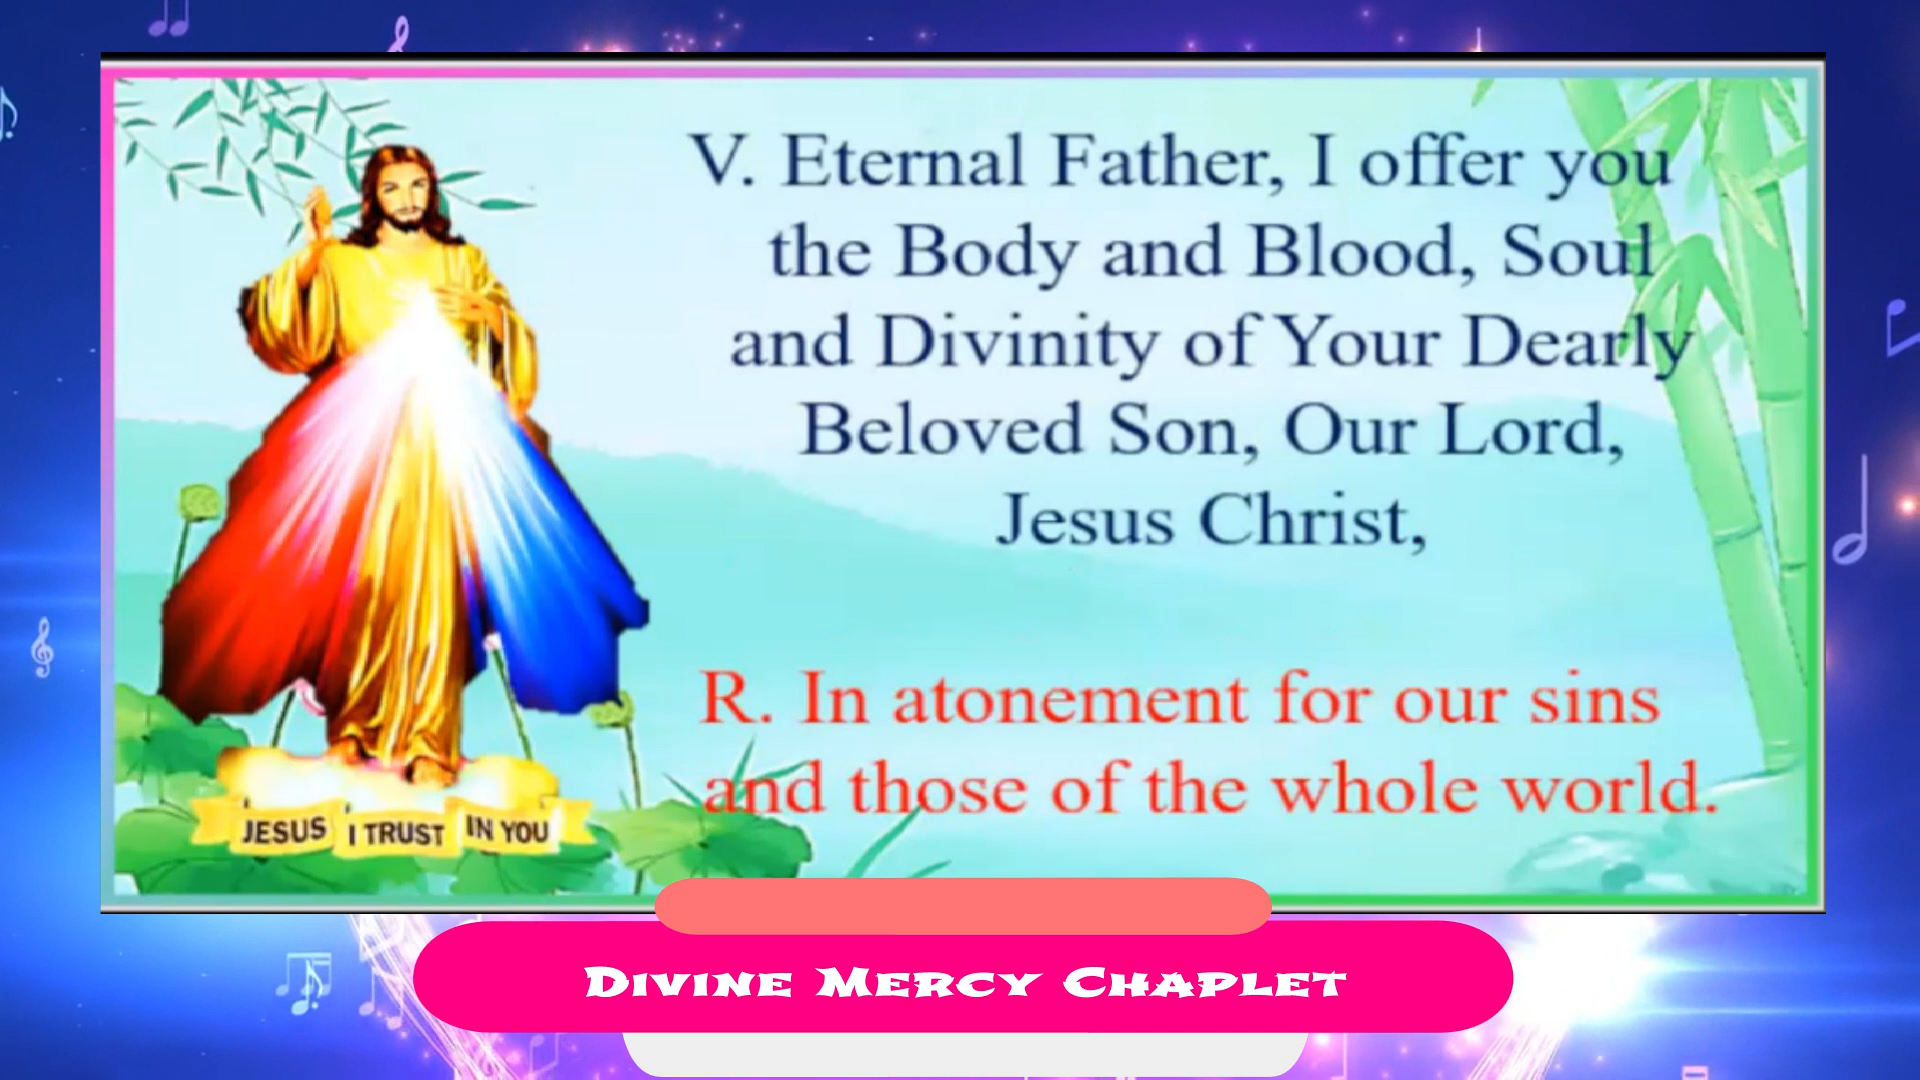 V. Eternal Father, I offer you
the Body and Blood, Soul
and Divinity of Your Dearly
Beloved Son, Our Lord,
Jesus Christ,
R. In atonement for our sins
and those of the whole world.
JESUS I TRUST IN YOU
Divine Mercy Chaplet